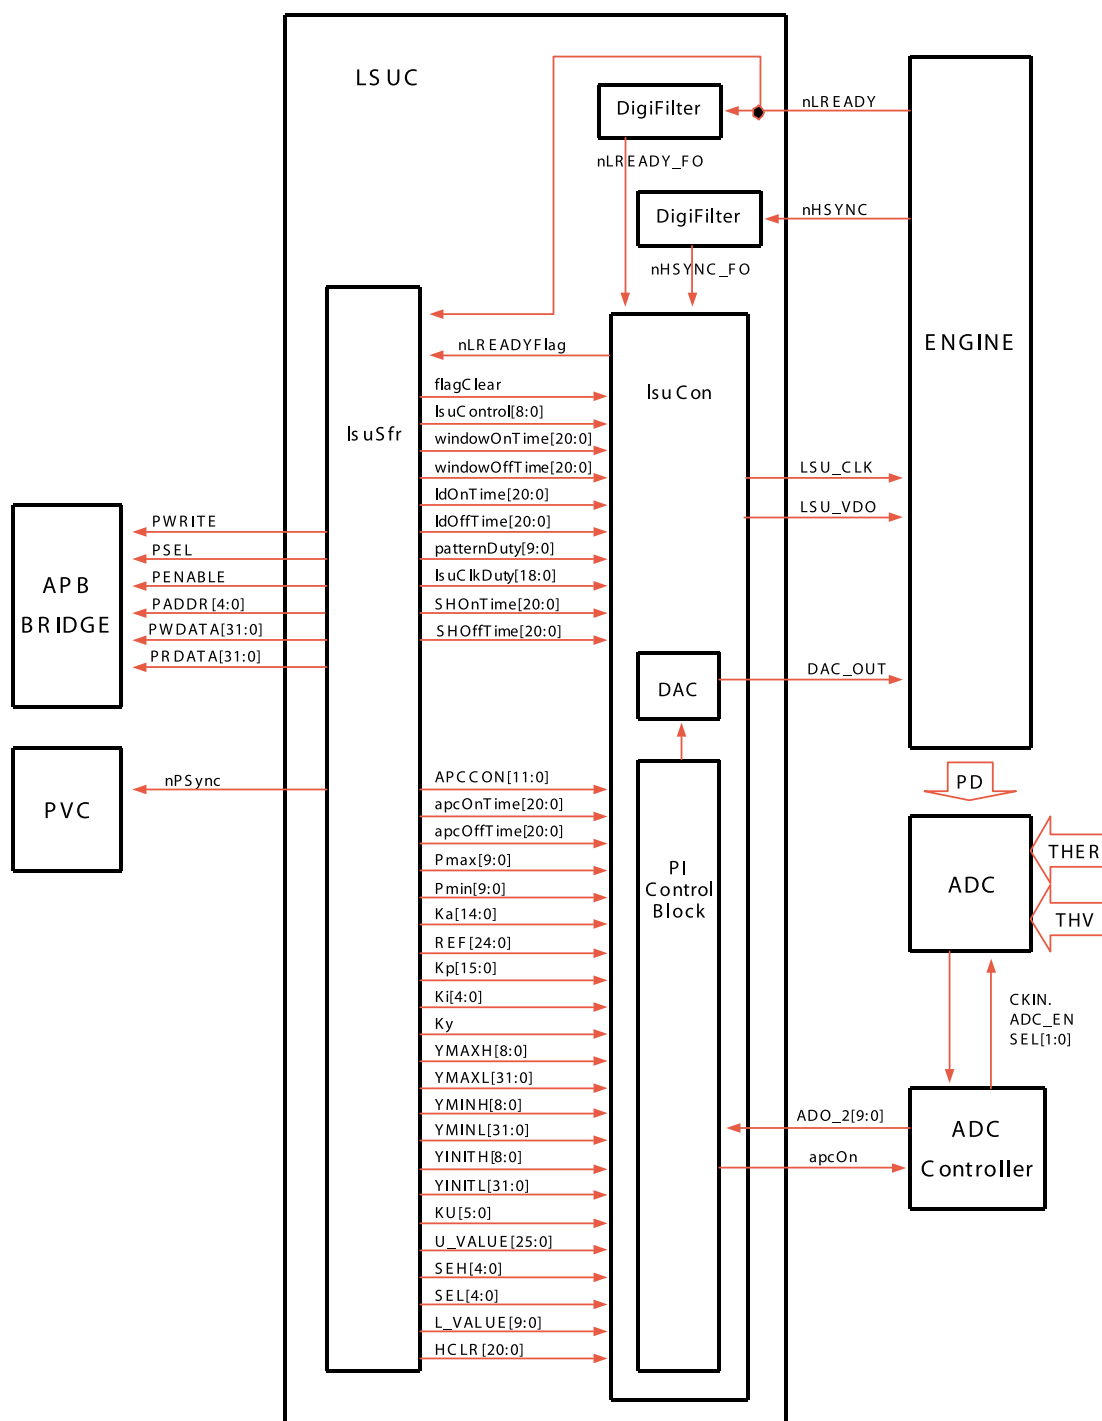 LSUC
DigiFilter
nLREADY
nLREADY_FO
DigiFilter
nHSYNC
nHSYNC_FO
ENGINE
nLREADYFlag
flagClear
lsuControl[8:0]
windowOnTime[20:0]
windowOffTime[20:0]
ldOnTime[20:0]
ldOffTime[20:0]
patternDuty[9:0]
lsuClkDuty[18:0]
SHOnTime[20:0]
SHOffTime[20:0]
lsuSfr
lsuCon
LSU_CLK
LSU_VDO
PWRITE
PSEL
PENABLE
PADDR[4:0]
PWDATA[31:0]
PRDATA[31:0]
APB
BRIDGE
DAC
DAC_OUT
nPSync
PVC
APCCON[11:0]
apcOnTime[20:0]
apcOffTime[20:0]
Pmax[9:0]
Pmin[9:0]
Ka[14:0]
REF[24:0]
Kp[15:0]
Ki[4:0]
Ky
YMAXH[8:0]
YMAXL[31:0]
YMINH[8:0]
YMINL[31:0]
YINITH[8:0]
YINITL[31:0]
KU[5:0]
U_VALUE[25:0]
SEH[4:0]
SEL[4:0]
L_VALUE[9:0]
HCLR[20:0]
PI
Control
Block
PD
ADC
THER
THV
CKIN.
ADC_EN
SEL[1:0]
ADO_2[9:0]
apcOn
ADC
Controller